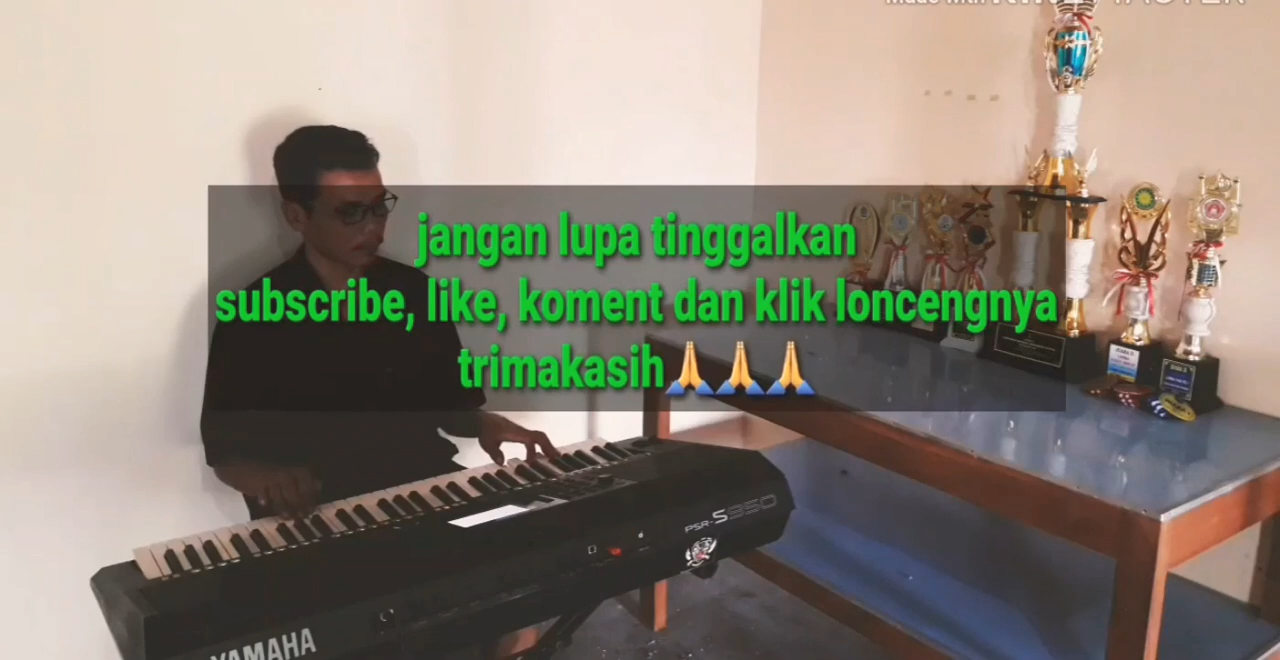 jangan lupa tinggalkan
subscribe, like, koment dan klik loncengnya
trimakasih🙏🙏🙏
PSR-S950
YAMAHA